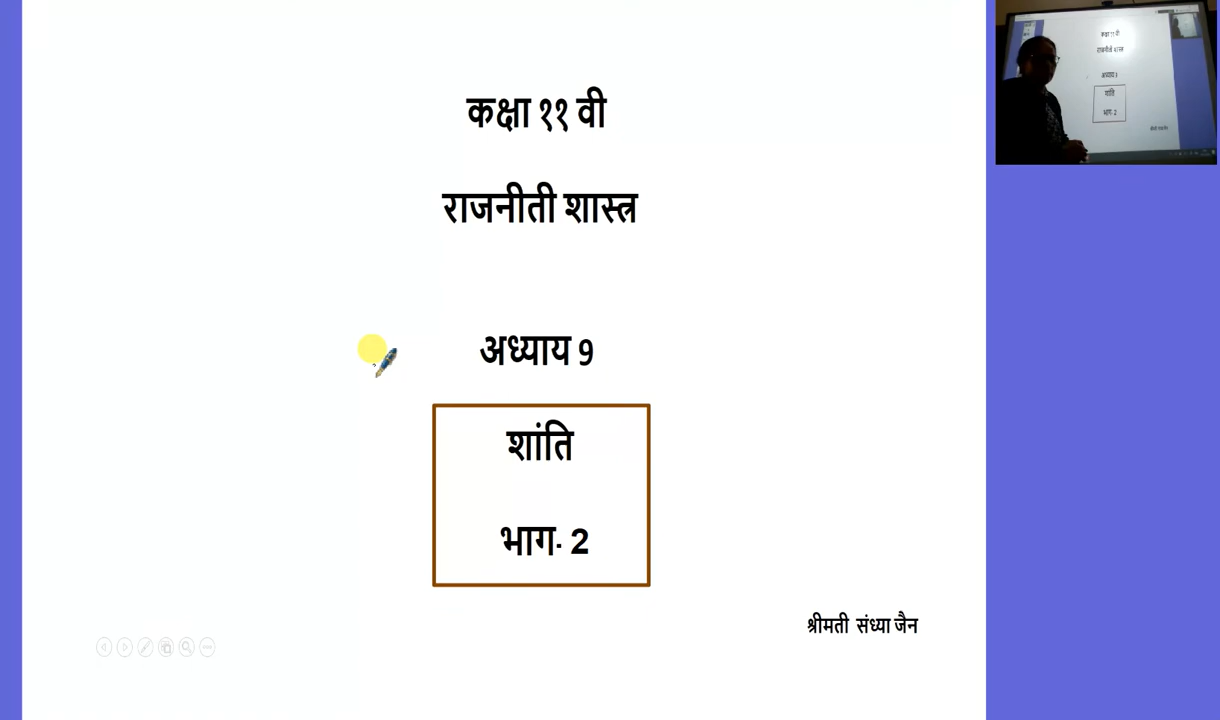 कक्षा ११ वी
राजनीती शास्त्र
अध्याय 9
शांति
भाग- 2
श्रीमती संध्या जैन